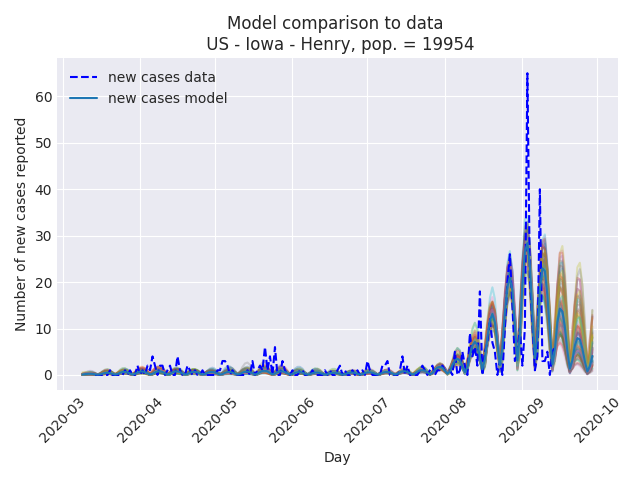 Model comparison to data
US - Iowa - Henry, pop. = 19954
new cases data
new cases model
Number of new cases reported
60
50
40
30
20
10
0
2020-03
2020-04
2020-05
2020-06
2020-07
2020-08
2020-09
2020-10
Day